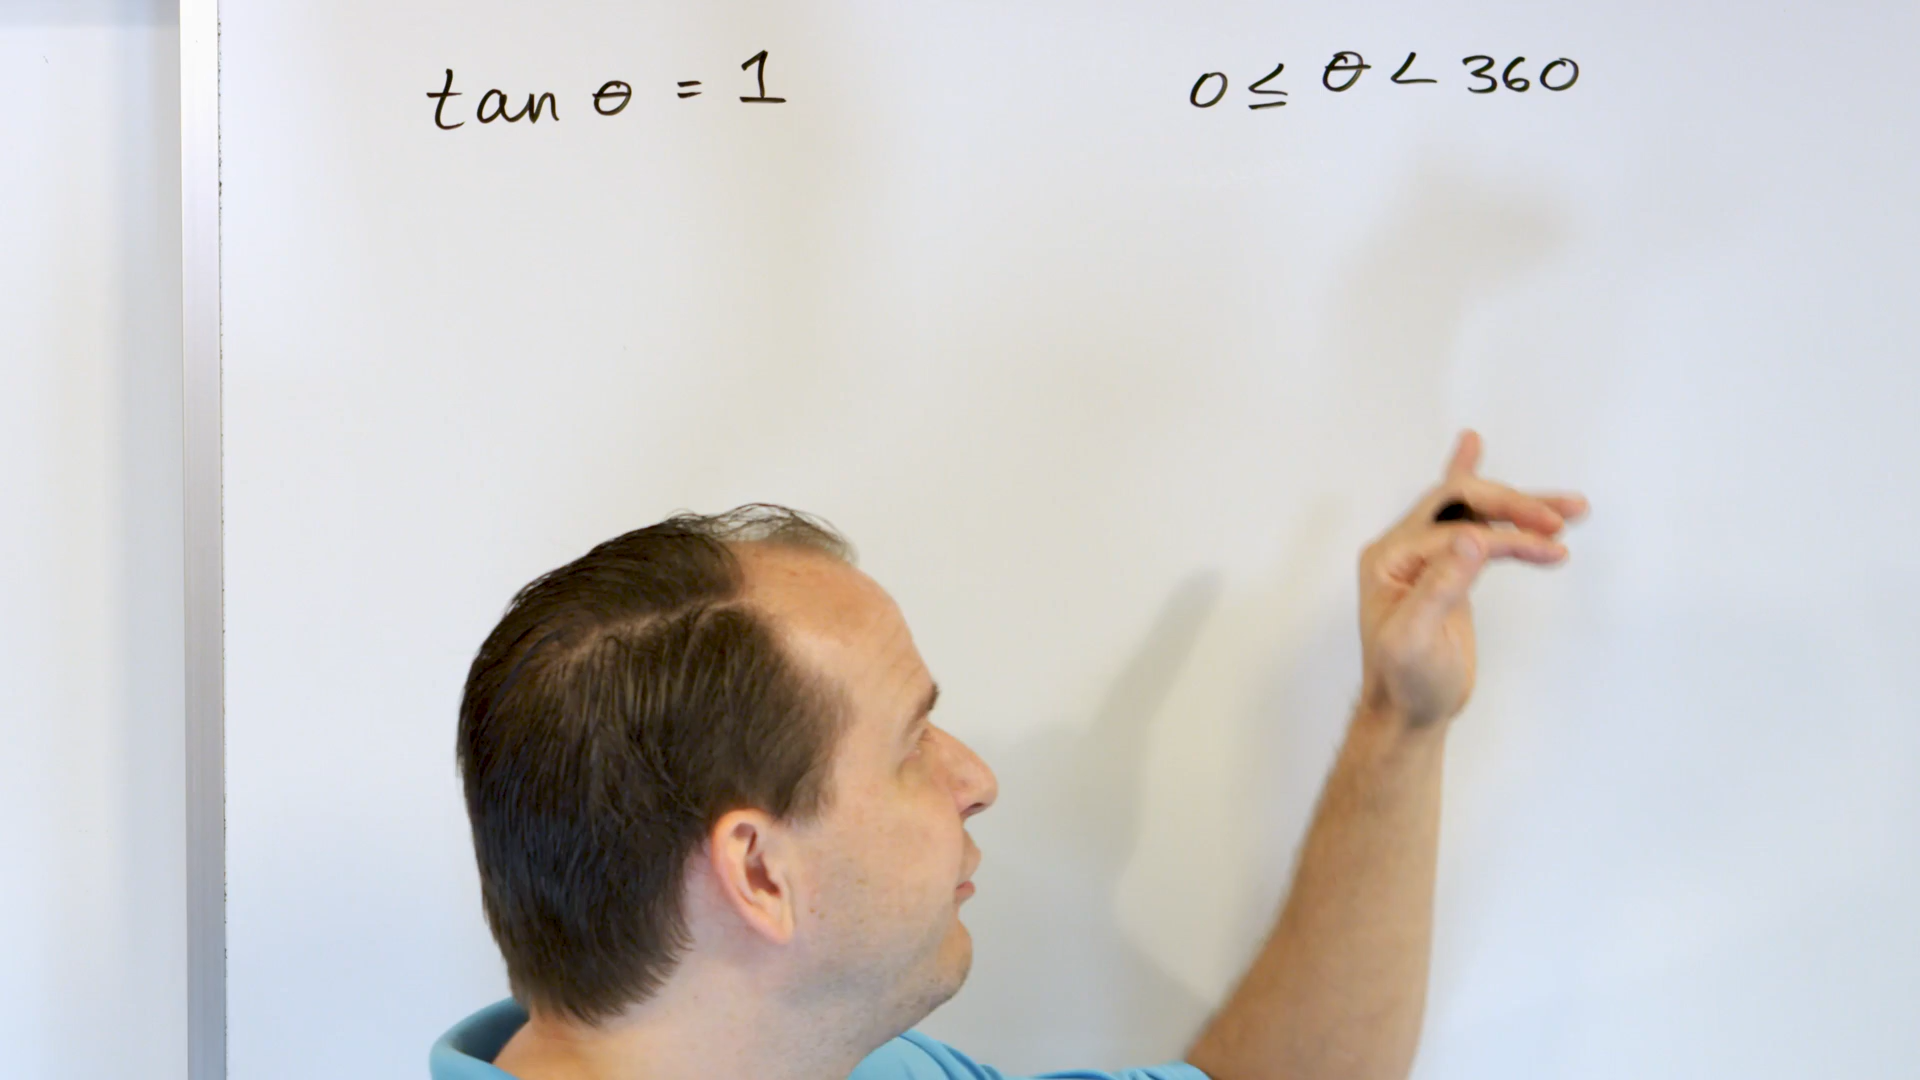 tan θ = 1
0 ≤ θ < 360